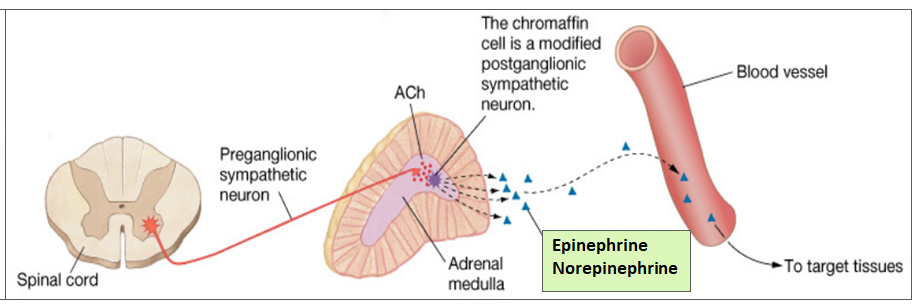 The chromaffin
cell is a modified
postganglionic
sympathetic
neuron.
Blood vessel
ACh
Preganglionic
sympathetic
neuron
Epinephrine
Norepinephrine
Adrenal
medulla
Spinal cord
To target tissues